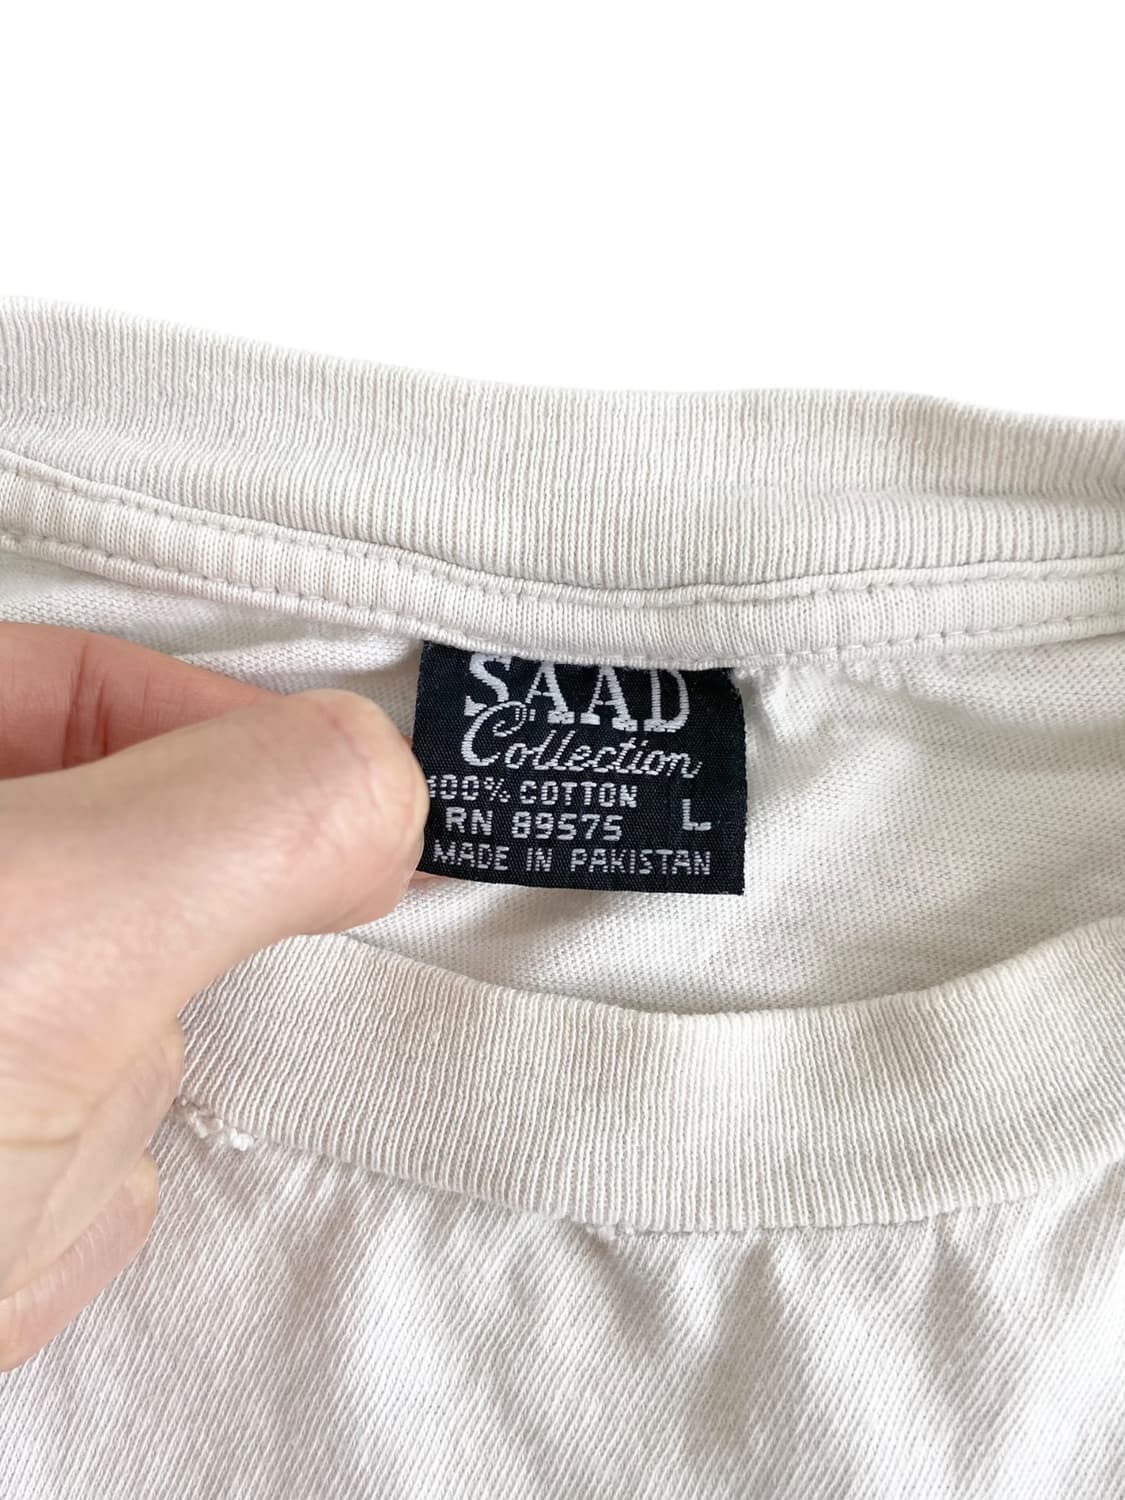 SAAD
Collection
100% COTTON
RN 89575 L
MADE IN PAKISTAN